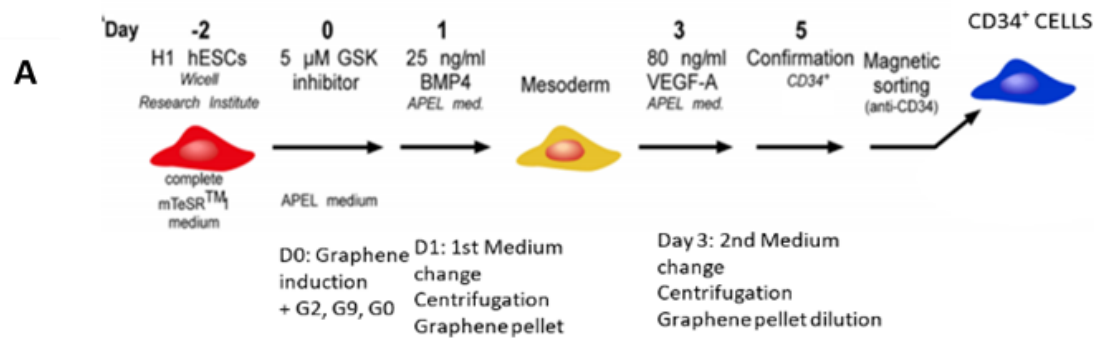 A
'Day
-2
H1 hESCs
Wicell
Research Institute
complete
mTeSR™1
medium
0
5 µM GSK
inhibitor
APEL medium
D0: Graphene
induction
+ G2, G9, G0
1
25 ng/ml
BMP4
APEL med.
D1: 1st Medium
change
Centrifugation
Graphene pellet
Mesoderm
3
80 ng/ml
VEGF-A
APEL med.
Day 3: 2nd Medium
change
Centrifugation
Graphene pellet dilution
5
Confirmation
CD34⁺
Magnetic
sorting
(anti-CD34)
CD34⁺ CELLS